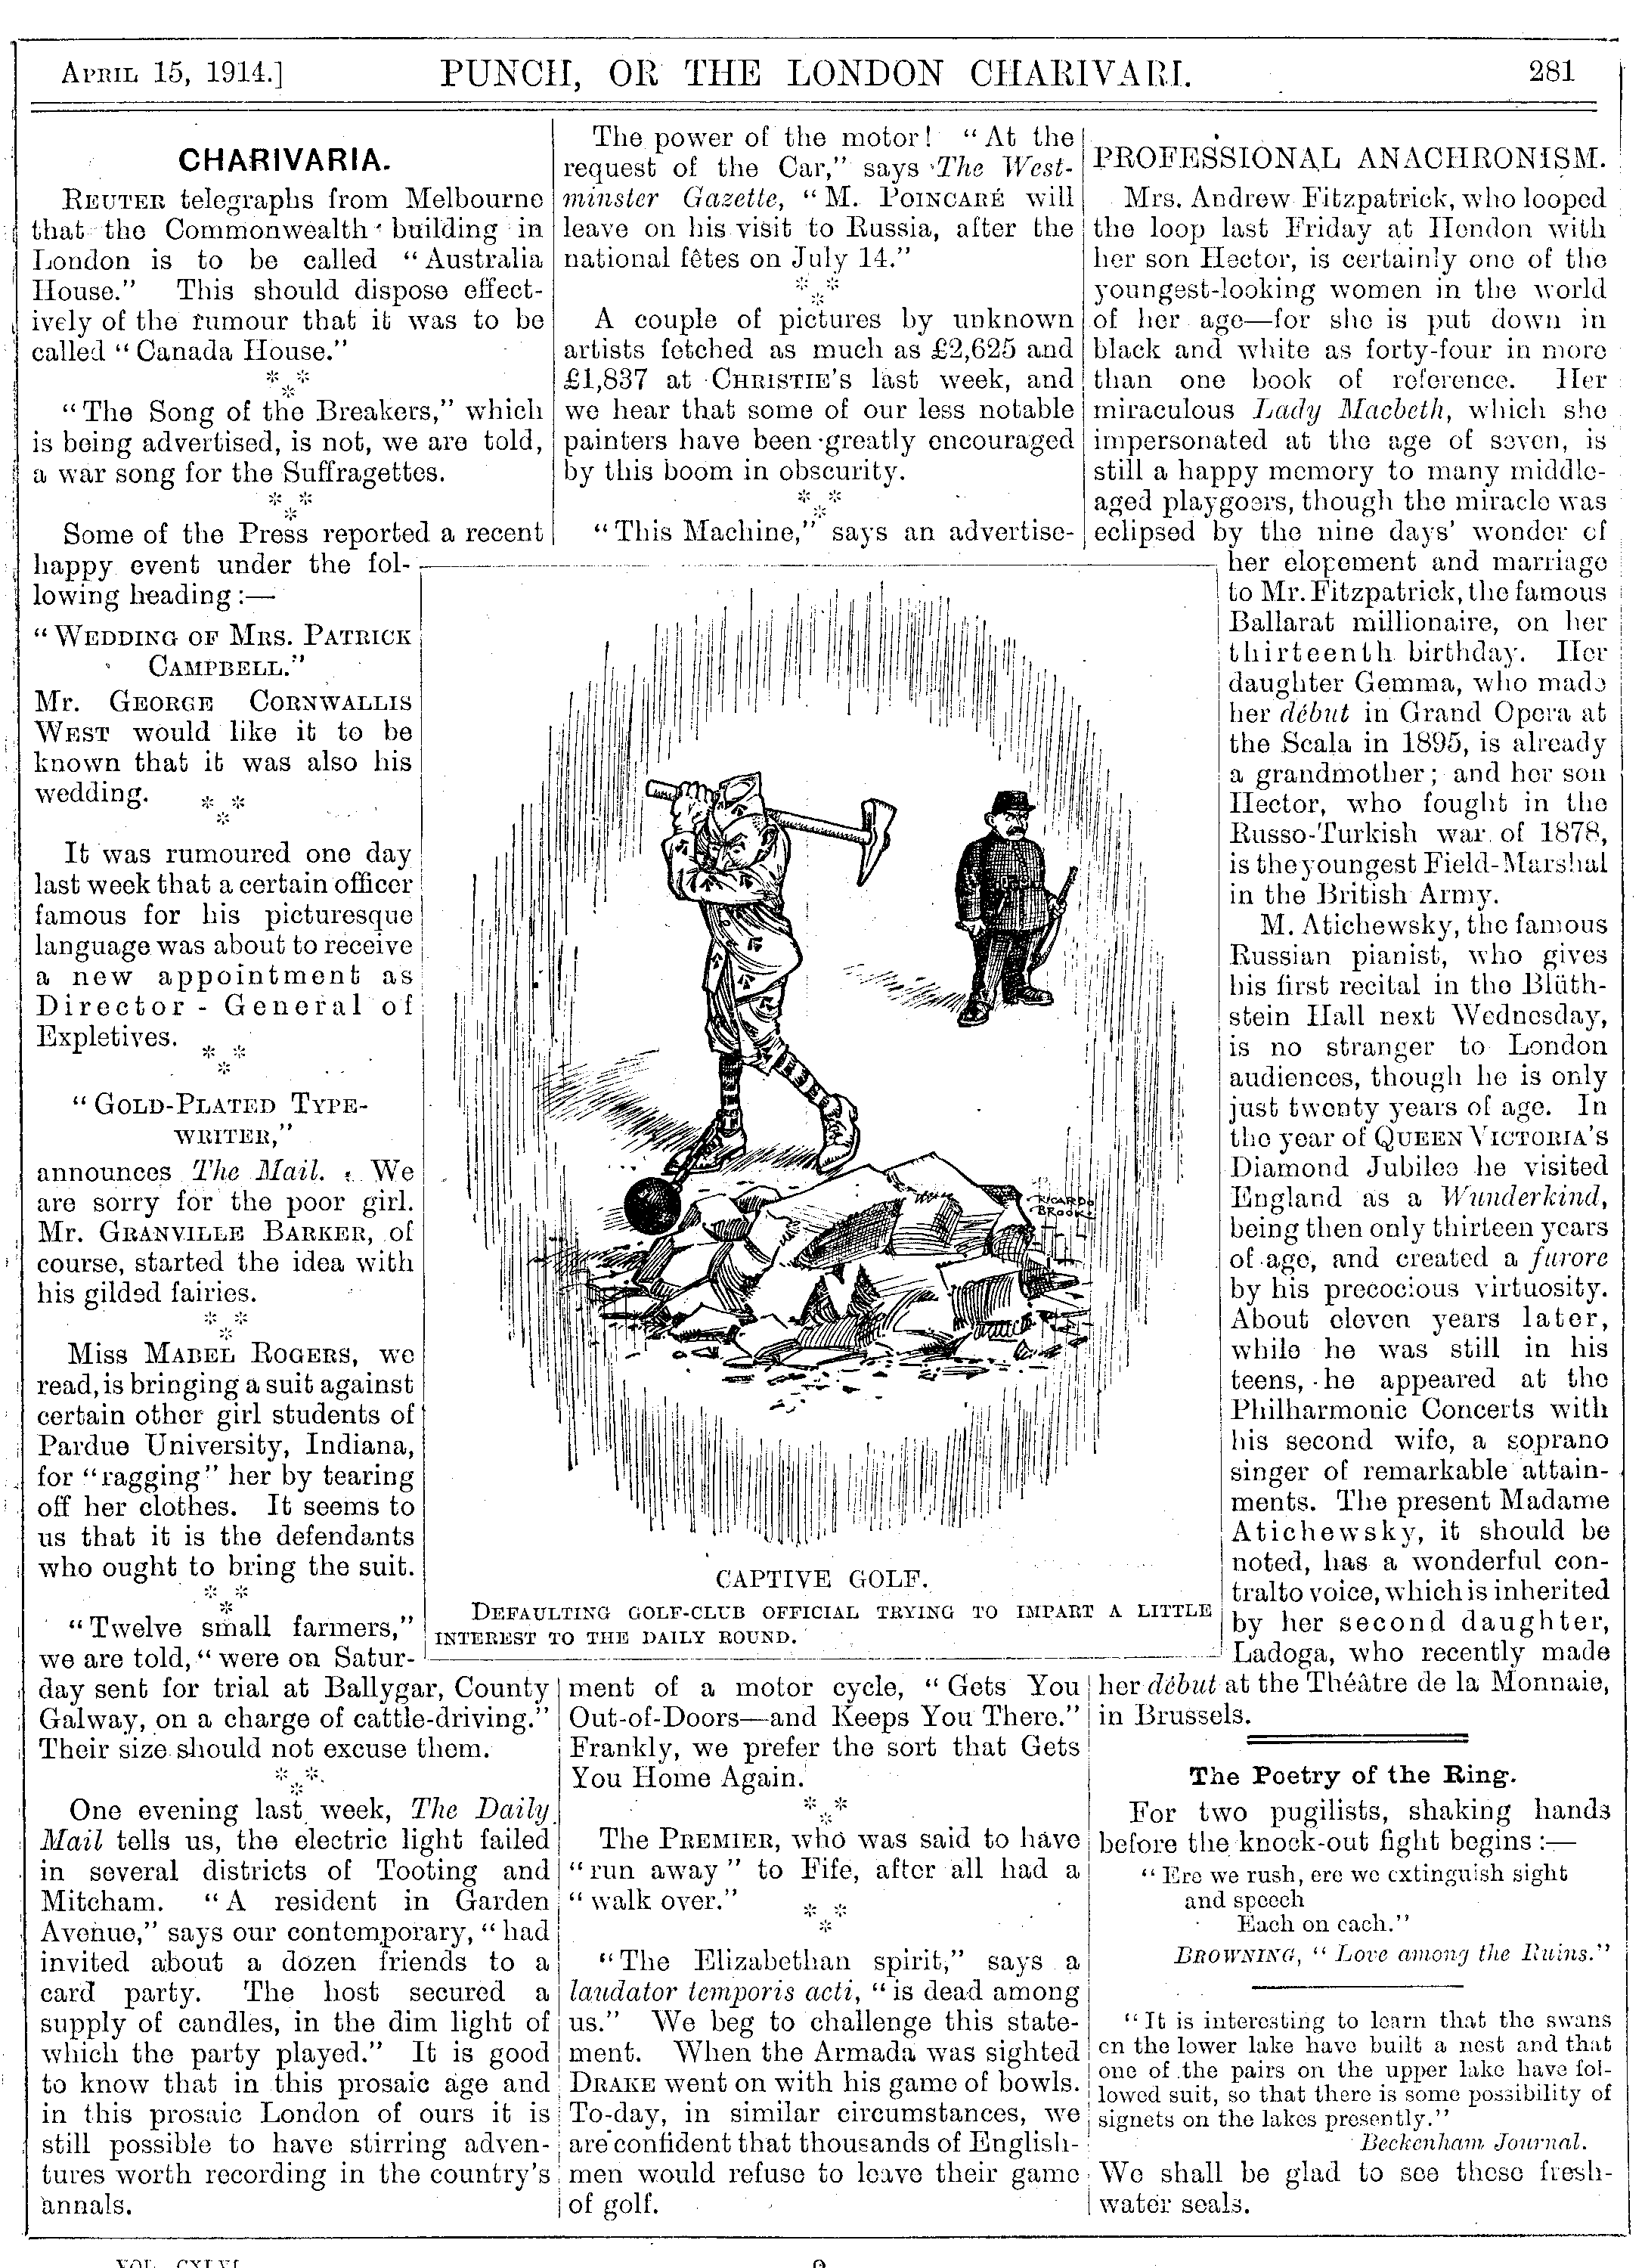 APRIL 15, 1914.]
PUNCH, OR THE LONDON CHARIVARI.
281
CHARIVARIA.
REUTER telegraphs from Melbourne
that the Commonwealth building in
London is to be called “Australia
House.” This should dispose effect-
ively of the rumour that it was to be
called “Canada House.”
* *
*
“The Song of the Breakers,” which
is being advertised, is not, we are told,
a war song for the Suffragettes.
* *
*
Some of the Press reported a recent
happy event under the fol-
lowing heading:—
“WEDDING OF MRS. PATRICK
CAMPBELL.”
Mr. GEORGE CORNWALLIS
WEST would like it to be
known that it was also his
wedding.
* *
*
It was rumoured one day
last week that a certain officer
famous for his picturesque
language was about to receive
a new appointment as
Director-General of
Expletives.
* *
*
“GOLD-PLATED TYPE-
WRITER,”
announces The Mail. We
are sorry for the poor girl.
Mr. GRANVILLE BARKER, of
course, started the idea with
his gilded fairies.
* *
*
Miss MABEL ROGERS, we
read, is bringing a suit against
certain other girl students of
Pardue University, Indiana,
for “ragging” her by tearing
off her clothes. It seems to
us that it is the defendants
who ought to bring the suit.
* *
*
“Twelve small farmers,”
we are told, “were on Satur-
day sent for trial at Ballygar, County
Galway, on a charge of cattle-driving.”
Their size should not excuse them.
* *
*
One evening last week, The Daily
Mail tells us, the electric light failed
in several districts of Tooting and
Mitcham. “A resident in Garden
Avenue,” says our contemporary, “had
invited about a dozen friends to a
card party. The host secured a
supply of candles, in the dim light of
which the party played.” It is good
to know that in this prosaic age and
in this prosaic London of ours it is
still possible to have stirring adven-
tures worth recording in the country's
annals.
The power of the motor! “At the
request of the Car,” says The West-
minster Gazette, “M. POINCARÉ will
leave on his visit to Russia, after the
national fêtes on July 14.”
* *
*
A couple of pictures by unknown
artists fetched as much as £2,625 and
£1,837 at CHRISTIE'S last week, and
we hear that some of our less notable
painters have been greatly encouraged
by this boom in obscurity.
* *
*
“This Machine,” says an advertise-
RICARDO
BROOK
CAPTIVE GOLF.
DEFAULTING GOLF-CLUB OFFICIAL TRYING TO IMPART A LITTLE
INTEREST TO THE DAILY ROUND.
ment of a motor cycle, “Gets You
Out-of-Doors—and Keeps You There.”
Frankly, we prefer the sort that Gets
You Home Again.
* *
*
The PREMIER, who was said to have
“run away” to Fife, after all had a
“walk over.”
* *
*
“The Elizabethan spirit,” says a
laudator temporis acti, “is dead among
us.” We beg to challenge this state-
ment. When the Armada was sighted
DRAKE went on with his game of bowls.
To-day, in similar circumstances, we
are confident that thousands of English-
men would refuse to leave their game
of golf.
PROFESSIONAL ANACHRONISM.
Mrs. Andrew Fitzpatrick, who looped
the loop last Friday at Hendon with
her son Hector, is certainly one of the
youngest-looking women in the world
of her age—for she is put down in
black and white as forty-four in more
than one book of reference. Her
miraculous Lady Macbeth, which she
impersonated at the age of seven, is
still a happy memory to many middle-
aged playgoers, though the miracle was
eclipsed by the nine days' wonder of
her elopement and marriage
to Mr. Fitzpatrick, the famous
Ballarat millionaire, on her
thirteenth birthday. Her
daughter Gemma, who made
her début in Grand Opera at
the Scala in 1895, is already
a grandmother; and her son
Hector, who fought in the
Russo-Turkish war of 1878,
is the youngest Field-Marshal
in the British Army.
M. Atichewsky, the famous
Russian pianist, who gives
his first recital in the Blüth-
stein Hall next Wednesday,
is no stranger to London
audiences, though he is only
just twenty years of age. In
the year of QUEEN VICTORIA'S
Diamond Jubilee he visited
England as a Wunderkind,
being then only thirteen years
of age, and created a furore
by his precocious virtuosity.
About eleven years later,
while he was still in his
teens, he appeared at the
Philharmonic Concerts with
his second wife, a soprano
singer of remarkable attain-
ments. The present Madame
Atichewsky, it should be
noted, has a wonderful con-
tralto voice, which is inherited
by her second daughter,
Ladoga, who recently made
her début at the Théâtre de la Monnaie,
in Brussels.
The Poetry of the Ring.
For two pugilists, shaking hands
before the knock-out fight begins:—
“Ere we rush, ere we extinguish sight
and speech
Each on each.”
BROWNING, “Love among the Ruins.”
“It is interesting to learn that the swans
on the lower lake have built a nest and that
one of the pairs on the upper lake have fol-
lowed suit, so that there is some possibility of
signets on the lakes presently.”
Beckenham Journal.
We shall be glad to see these fresh-
water seals.
VOL. CXLVI.